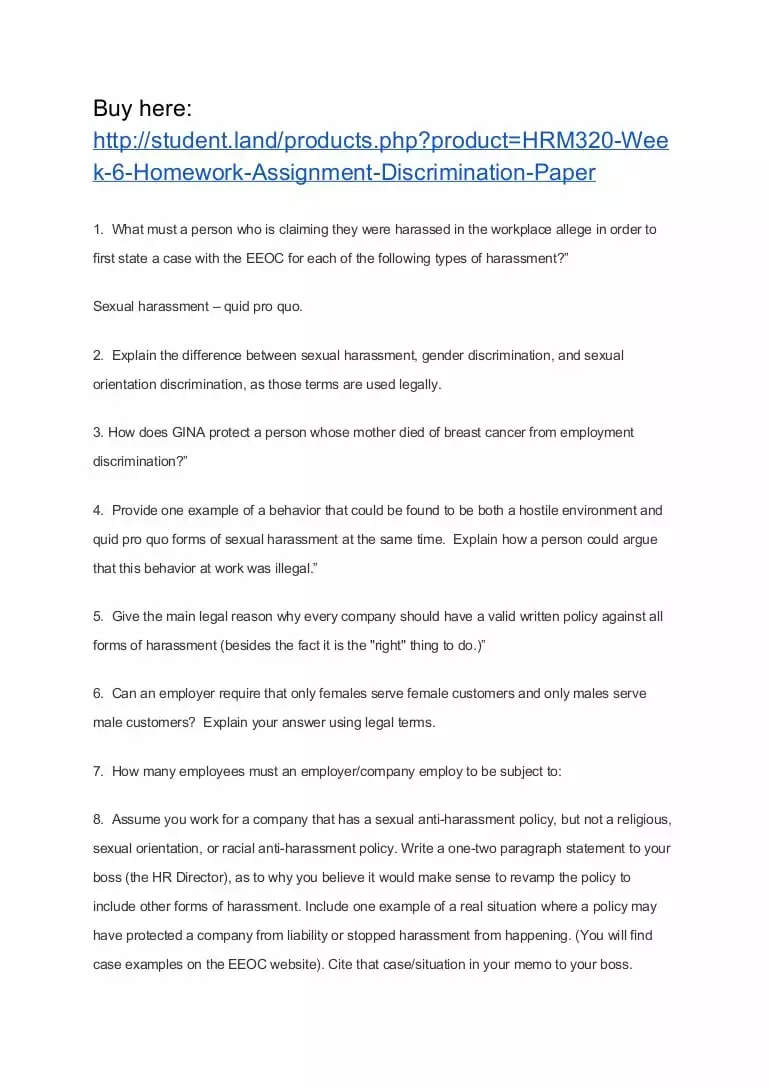 Buy here:
http://student.land/products.php?product=HRM320-Wee
k-6-Homework-Assignment-Discrimination-Paper
1.  What must a person who is claiming they were harassed in the workplace allege in order to
first state a case with the EEOC for each of the following types of harassment?”
Sexual harassment – quid pro quo.
2.  Explain the difference between sexual harassment, gender discrimination, and sexual
orientation discrimination, as those terms are used legally.
3. How does GINA protect a person whose mother died of breast cancer from employment
discrimination?”
4.  Provide one example of a behavior that could be found to be both a hostile environment and
quid pro quo forms of sexual harassment at the same time.  Explain how a person could argue
that this behavior at work was illegal.”
5.  Give the main legal reason why every company should have a valid written policy against all
forms of harassment (besides the fact it is the "right" thing to do.)”
6.  Can an employer require that only females serve female customers and only males serve
male customers?  Explain your answer using legal terms.
7.  How many employees must an employer/company employ to be subject to:
8.  Assume you work for a company that has a sexual anti-harassment policy, but not a religious,
sexual orientation, or racial anti-harassment policy. Write a one-two paragraph statement to your
boss (the HR Director), as to why you believe it would make sense to revamp the policy to
include other forms of harassment. Include one example of a real situation where a policy may
have protected a company from liability or stopped harassment from happening. (You will find
case examples on the EEOC website). Cite that case/situation in your memo to your boss.